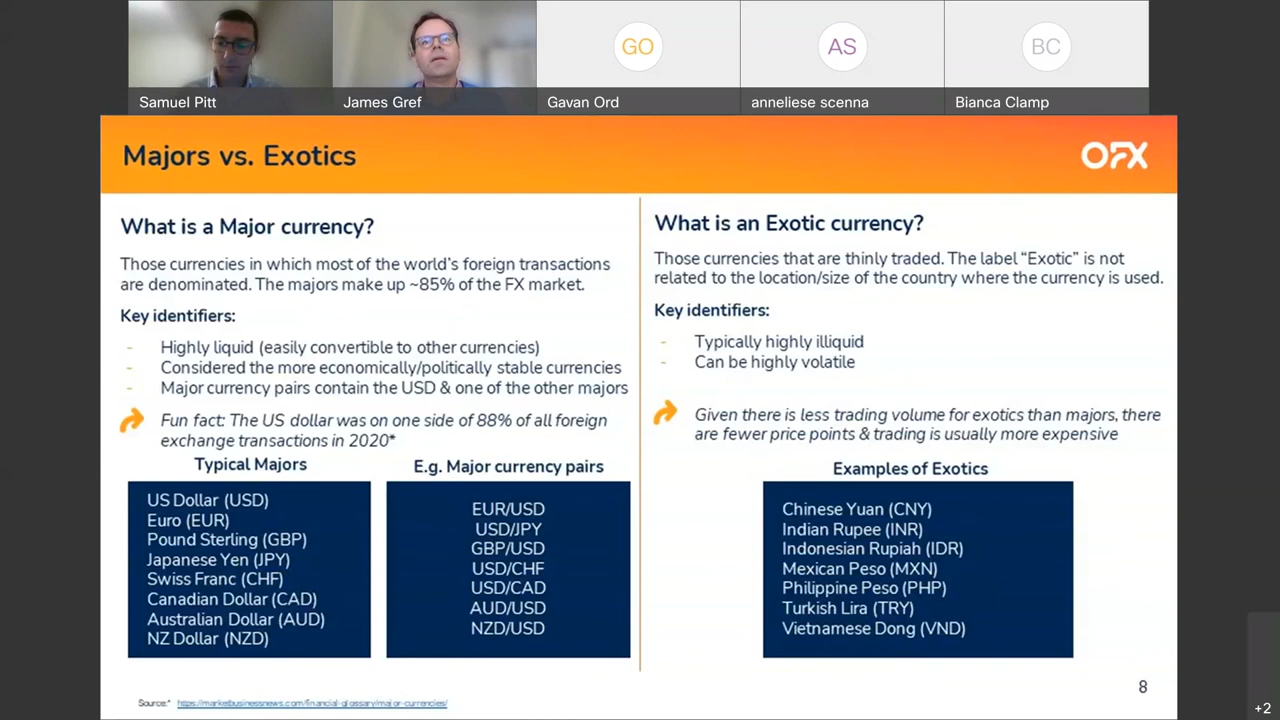 GO
AS
BC
Samuel Pitt
James Gref
Gavan Ord
anneliese scenna
Bianca Clamp
Majors vs. Exotics
OFX
What is a Major currency?
Those currencies in which most of the world's foreign transactions
are denominated. The majors make up ~85% of the FX market.
Key identifiers:
- Highly liquid (easily convertible to other currencies)
- Considered the more economically/politically stable currencies
- Major currency pairs contain the USD & one of the other majors
Fun fact: The US dollar was on one side of 88% of all foreign
exchange transactions in 2020*
Typical Majors
US Dollar (USD)
Euro (EUR)
Pound Sterling (GBP)
Japanese Yen (JPY)
Swiss Franc (CHF)
Canadian Dollar (CAD)
Australian Dollar (AUD)
NZ Dollar (NZD)
E.g. Major currency pairs
EUR/USD
USD/JPY
GBP/USD
USD/CHF
USD/CAD
AUD/USD
NZD/USD
What is an Exotic currency?
Those currencies that are thinly traded. The label "Exotic" is not
related to the location/size of the country where the currency is used.
Key identifiers:
- Typically highly illiquid
- Can be highly volatile
Given there is less trading volume for exotics than majors, there
are fewer price points & trading is usually more expensive
Examples of Exotics
Chinese Yuan (CNY)
Indian Rupee (INR)
Indonesian Rupiah (IDR)
Mexican Peso (MXN)
Philippine Peso (PHP)
Turkish Lira (TRY)
Vietnamese Dong (VND)
Source:* https://marketbusinessnews.com/financial-glossary/major-currencies/
8
+2